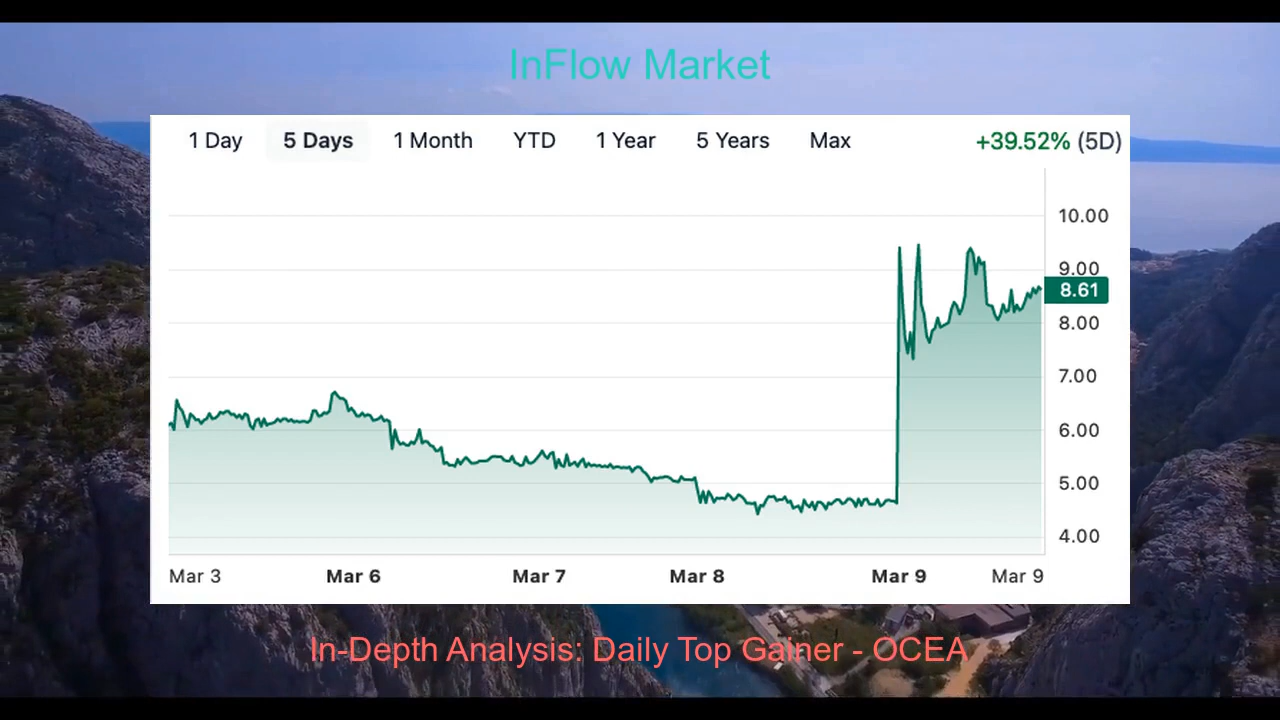 InFlow Market
1 Day 5 Days 1 Month YTD 1 Year 5 Years Max +39.52% (5D)
10.00
9.00
8.61
8.00
7.00
6.00
5.00
4.00
Mar 3 Mar 6 Mar 7 Mar 8 Mar 9 Mar 9
In-Depth Analysis: Daily Top Gainer - OCEA